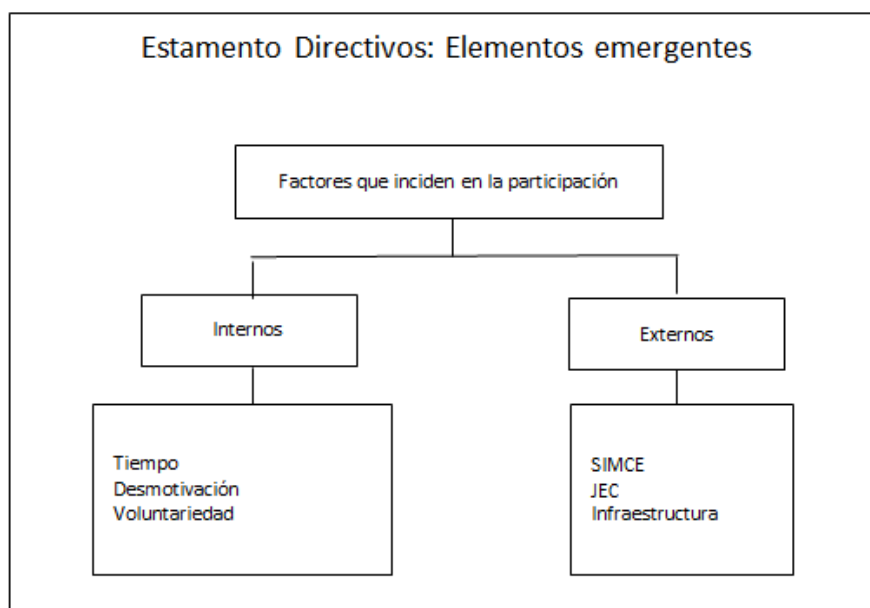 Estamento Directivos: Elementos emergentes
Factores que inciden en la participación
Internos
Externos
Tiempo
Desmotivación
Voluntariedad
SIMCE
JEC
Infraestructura